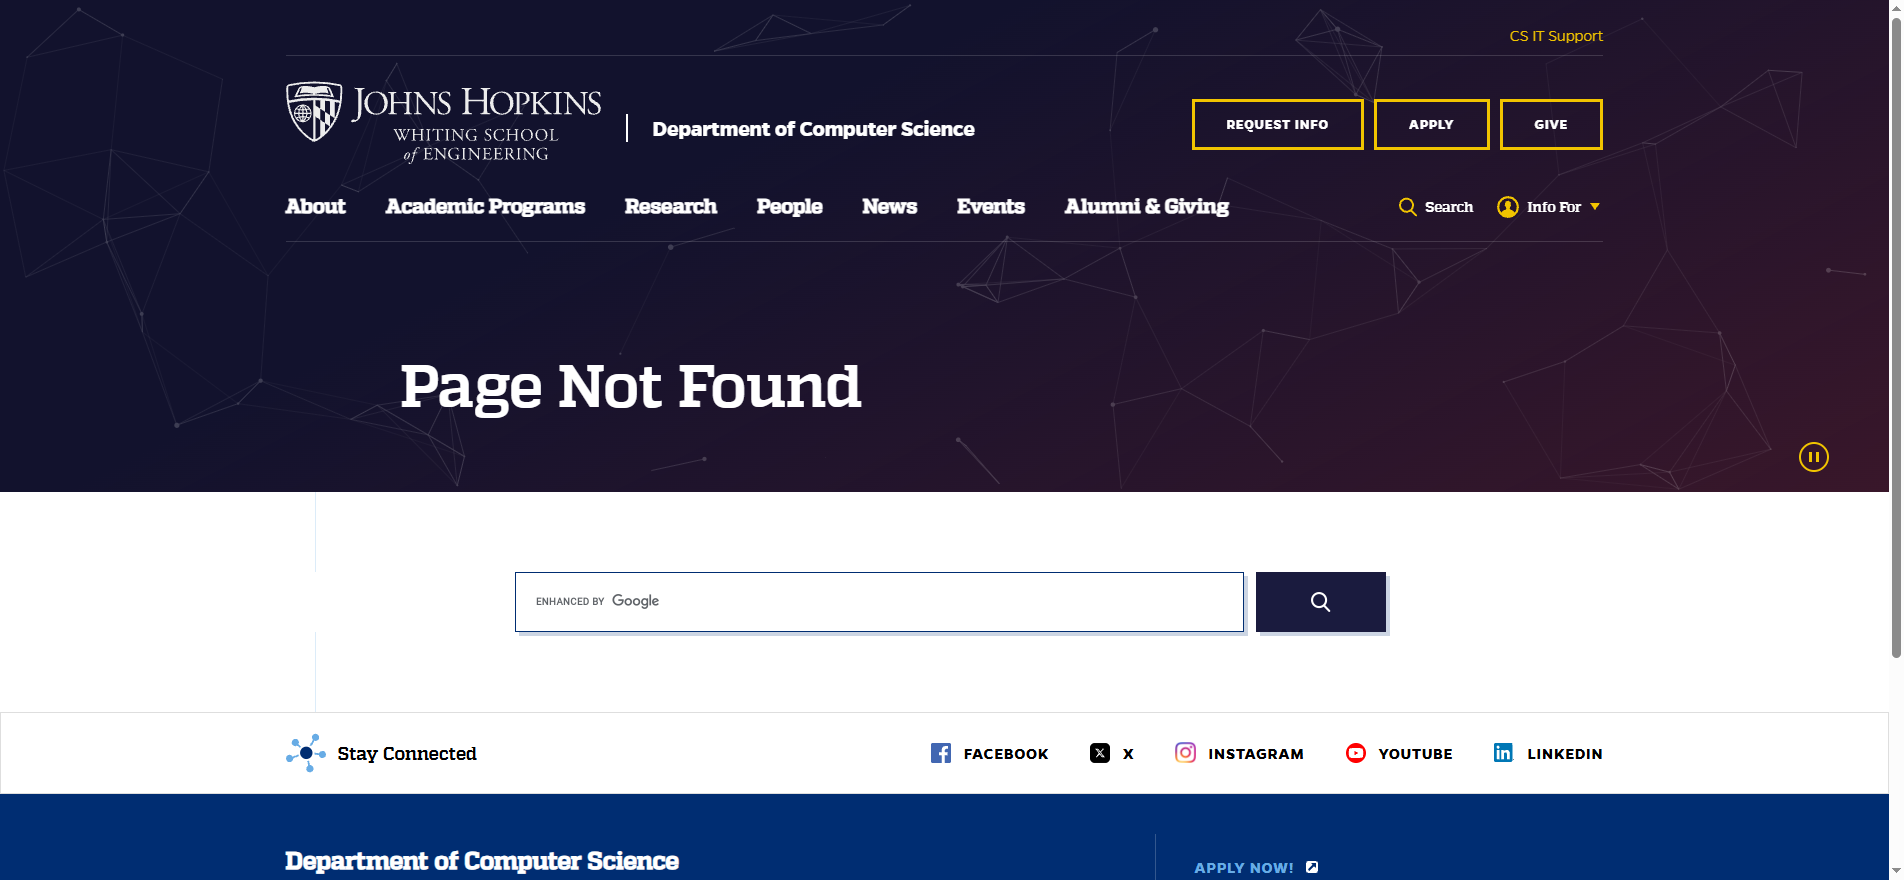 CS IT Support
JOHNS HOPKINS
WHITING SCHOOL
of ENGINEERING
Department of Computer Science
REQUEST INFO
APPLY
GIVE
About
Academic Programs
Research
People
News
Events
Alumni & Giving
Search
Info For
Page Not Found
ENHANCED BY Google
Stay Connected
FACEBOOK
X
INSTAGRAM
YOUTUBE
LINKEDIN
Department of Computer Science
APPLY NOW!